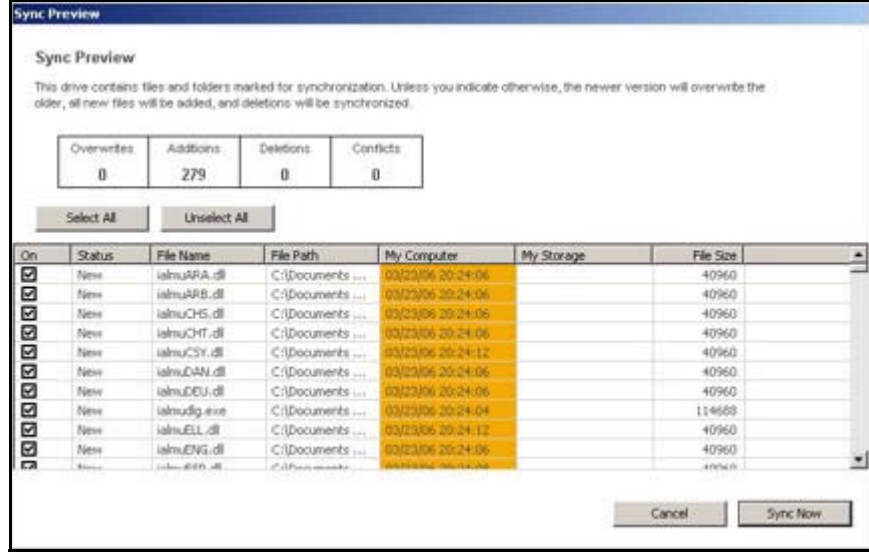 Sync Preview
Sync Preview
This drive contains files and folders marked for synchronization. Unless you indicate otherwise, the newer version will overwrite the
older, all new files will be added, and deletions will be synchronized.
Overwrites Additioins Deletions Conflicts
0 279 0 0
Select All Unselect All
On Status File Name File Path My Computer My Storage File Size
New ialmuARA.dll C:\Documents ... 03/23/06 20:24:06 40960
New ialmuARB.dll C:\Documents ... 03/23/06 20:24:06 40960
New ialmuCHS.dll C:\Documents ... 03/23/06 20:24:06 40960
New ialmuCHT.dll C:\Documents ... 03/23/06 20:24:06 40960
New ialmuCSY.dll C:\Documents ... 03/23/06 20:24:12 40960
New ialmuDAN.dll C:\Documents ... 03/23/06 20:24:06 40960
New ialmuDEU.dll C:\Documents ... 03/23/06 20:24:06 40960
New ialmudlg.exe C:\Documents ... 03/23/06 20:24:04 114688
New ialmuELL.dll C:\Documents ... 03/23/06 20:24:12 40960
New ialmuENG.dll C:\Documents ... 03/23/06 20:24:06 40960
Cancel Sync Now